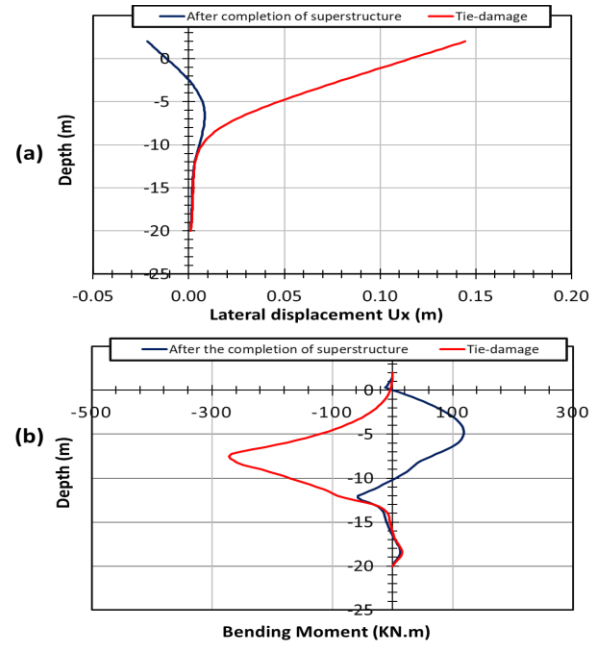 After completion of superstructure Tie-damage
(a)
Depth (m)
0
-5
-10
-15
-20
-25
-0.05 0.00 0.05 0.10 0.15 0.20
Lateral displacement Ux (m)
After the completion of superstructure Tie-damage
(b)
Depth (m)
0
-500 -300 -100 100 300
-5
-10
-15
-20
-25
Bending Moment (KN.m)